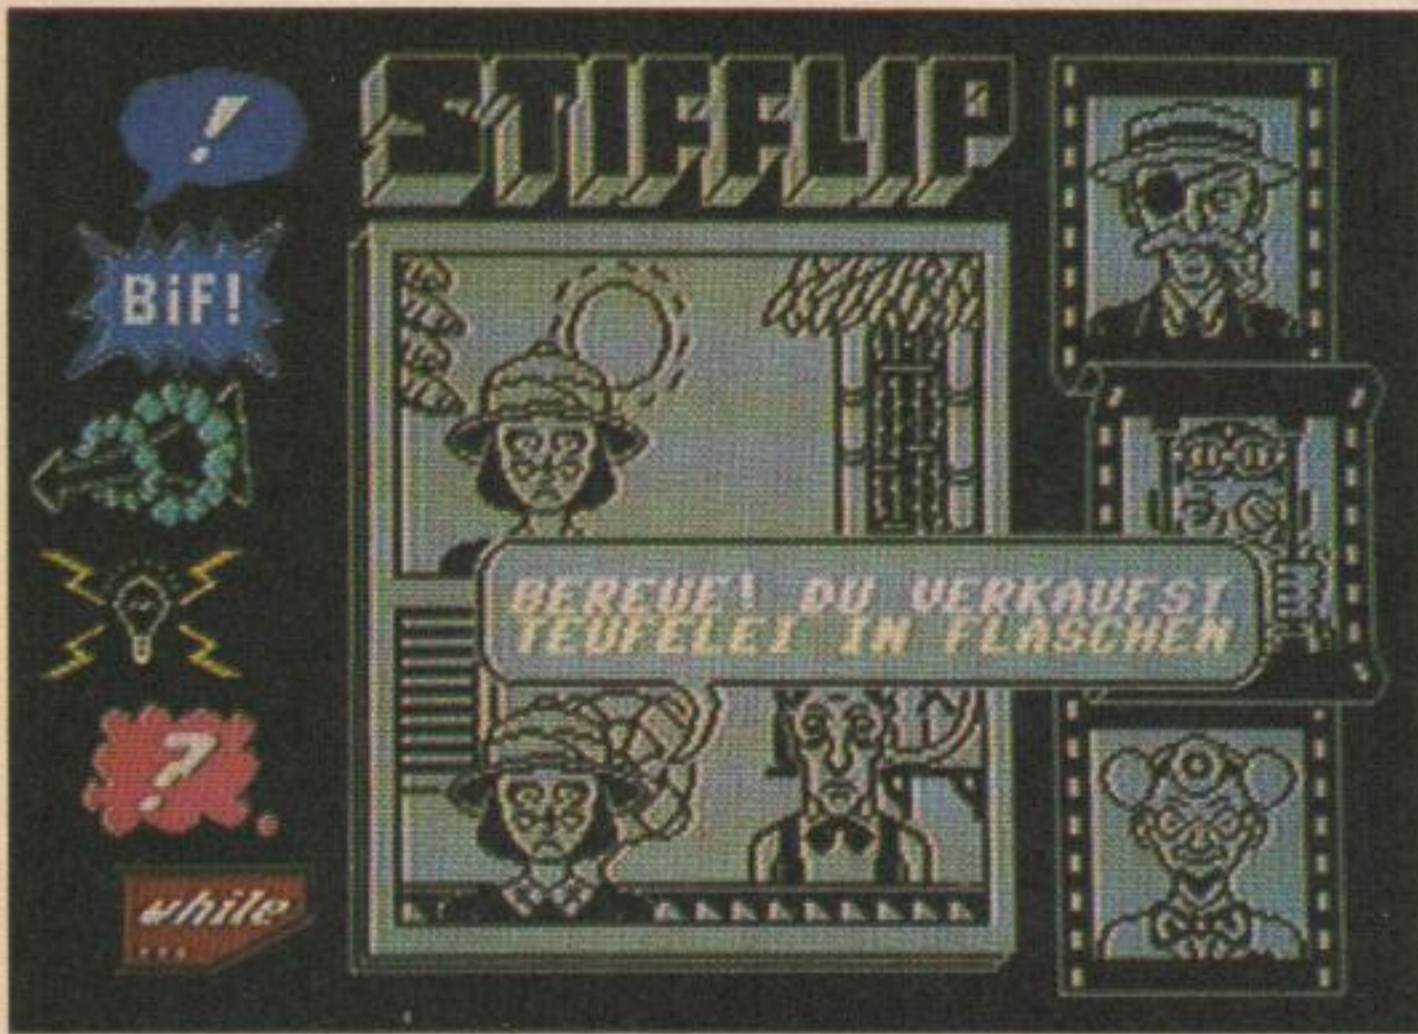 !
STIFFLIP
BiF!
BEREUE! DU VERKAUFST
TEUFELEI IN FLASCHEN
?
while
...